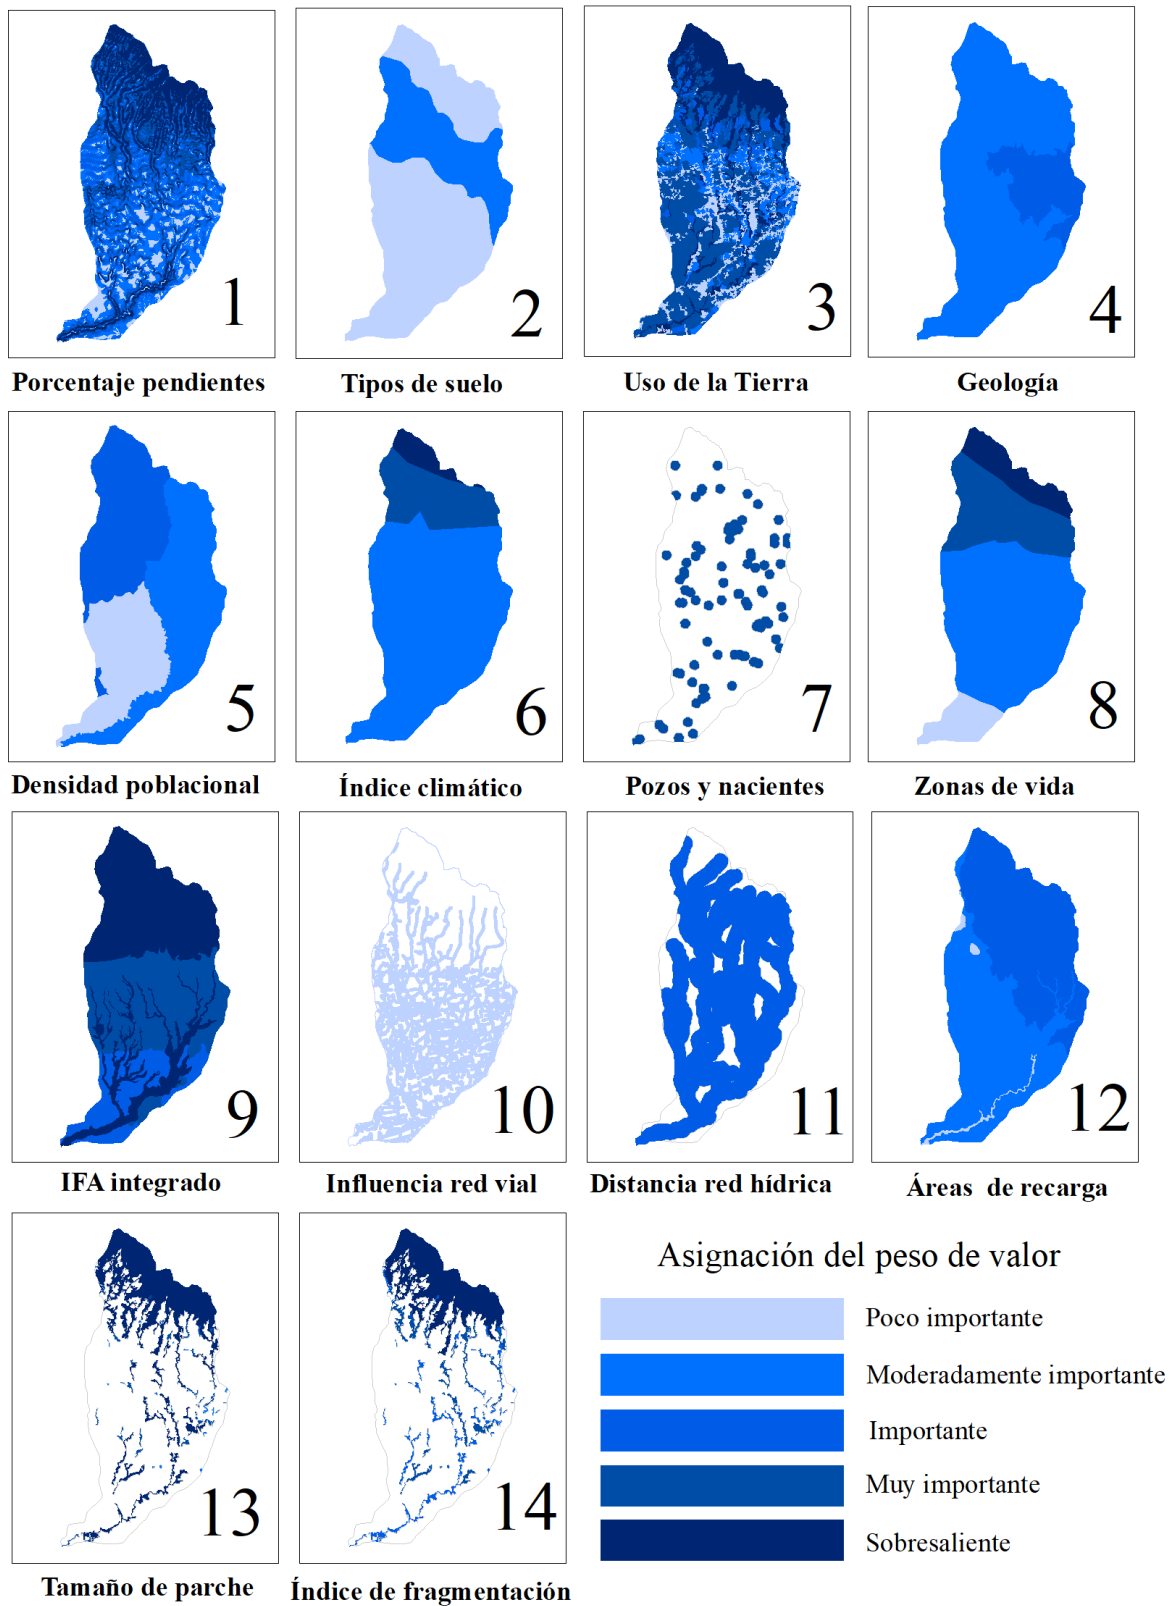 1
2
3
4
Porcentaje pendientes
Tipos de suelo
Uso de la Tierra
Geología
5
6
7
8
Densidad poblacional
Índice climático
Pozos y nacientes
Zonas de vida
9
10
11
12
IFA integrado
Influencia red vial
Distancia red hídrica
Áreas de recarga
13
14
Tamaño de parche
Índice de fragmentación
Asignación del peso de valor
Poco importante
Moderadamente importante
Importante
Muy importante
Sobresaliente